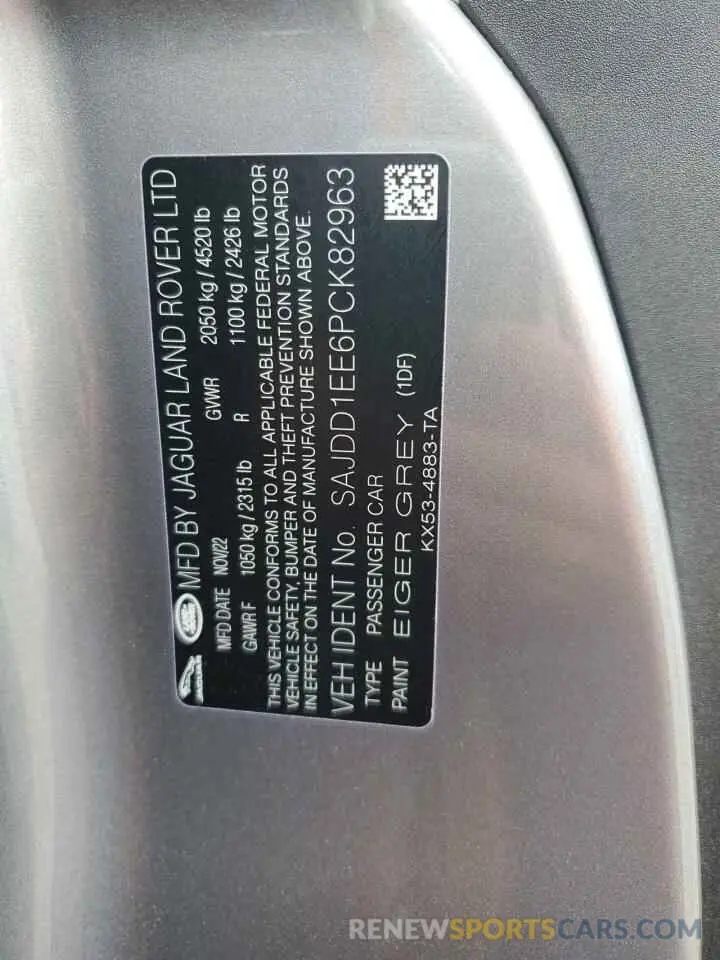 JAGUAR LAND ROVER MFD BY JAGUAR LAND ROVER LTD
MFD DATE NOV/22 GVWR 2050 kg / 4520 lb
GAWR F 1050 kg / 2315 lb R 1100 kg / 2426 lb
THIS VEHICLE CONFORMS TO ALL APPLICABLE FEDERAL MOTOR
VEHICLE SAFETY, BUMPER AND THEFT PREVENTION STANDARDS
IN EFFECT ON THE DATE OF MANUFACTURE SHOWN ABOVE.
VEH IDENT No. SAJDD1EE6PCK82963
TYPE PASSENGER CAR
PAINT EIGER GREY (1DF)
KX53-4883-TA
RENEWSPORTSCARS.COM